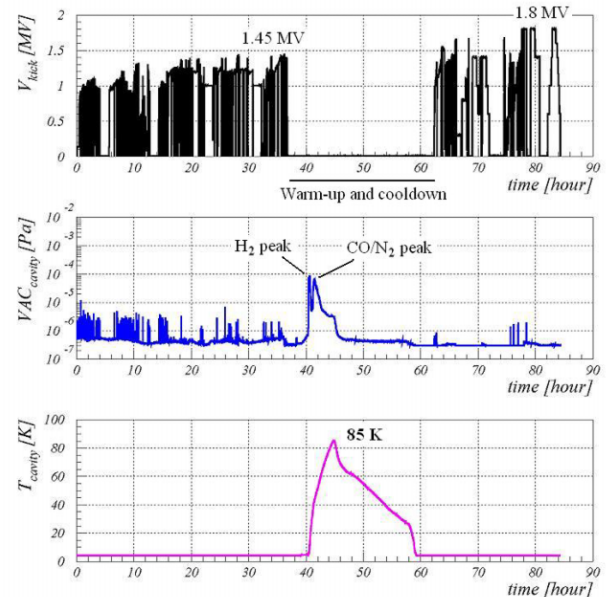 V_kick [MV]
2
1.5
1
0.5
0
1.45 MV
1.8 MV
0 10 20 30 40 50 60 70 80 90
Warm-up and cooldown
time [hour]
VAC_cavity [Pa]
10^-2
10^-3
10^-4
10^-5
10^-6
10^-7
H₂ peak
CO/N₂ peak
0 10 20 30 40 50 60 70 80 90
time [hour]
T_cavity [K]
100
80
60
40
20
0
85 K
0 10 20 30 40 50 60 70 80 90
time [hour]